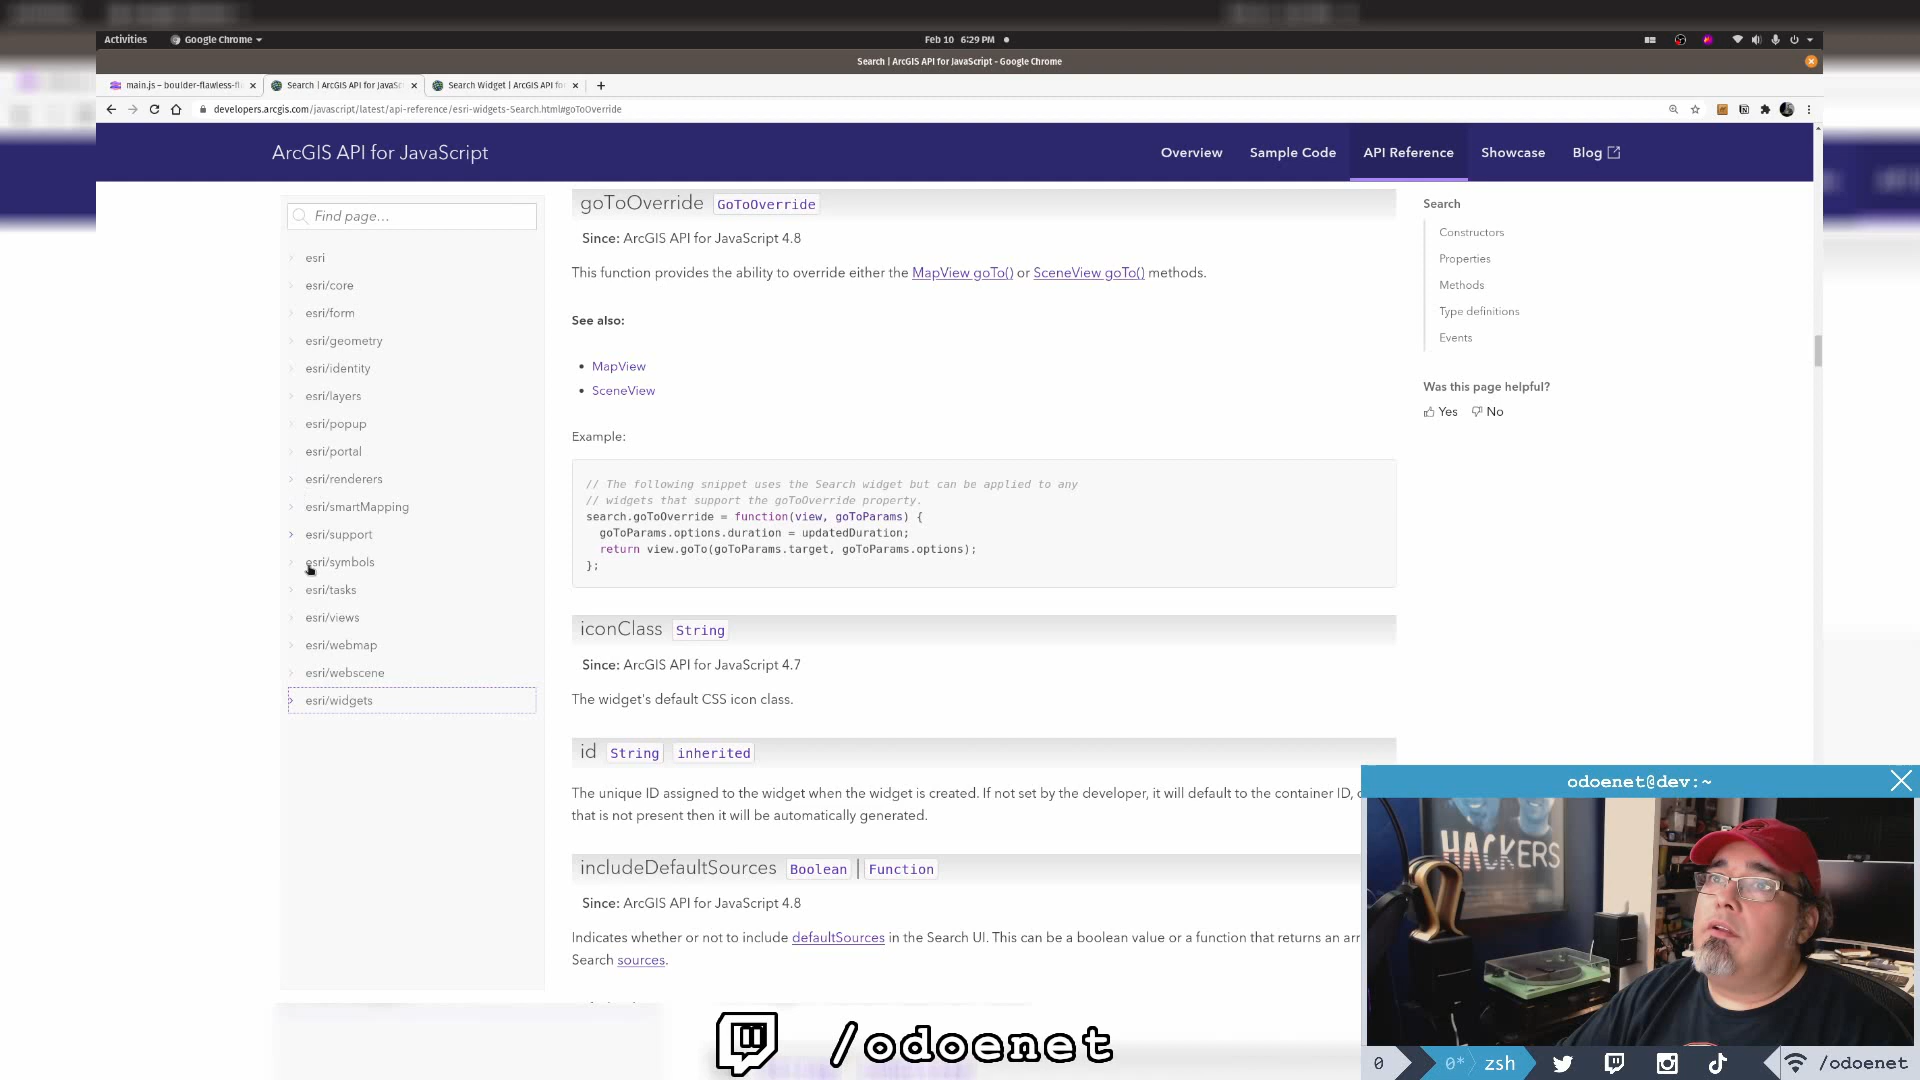 Activities
Google Chrome
Feb 10 6:29 PM
Search | ArcGIS API for JavaScript - Google Chrome
main.js – boulder-flawless-fl
Search | ArcGIS API for JavaSc
Search Widget | ArcGIS API for
developers.arcgis.com/javascript/latest/api-reference/esri-widgets-Search.html#goToOverride
ArcGIS API for JavaScript
Overview
Sample Code
API Reference
Showcase
Blog
Find page...
esri
esri/core
esri/form
esri/geometry
esri/identity
esri/layers
esri/popup
esri/portal
esri/renderers
esri/smartMapping
esri/support
esri/symbols
esri/tasks
esri/views
esri/webmap
esri/webscene
esri/widgets
goToOverride GoToOverride
Since: ArcGIS API for JavaScript 4.8
This function provides the ability to override either the MapView goTo() or SceneView goTo() methods.
See also:
• MapView
• SceneView
Example:
// The following snippet uses the Search widget but can be applied to any
// widgets that support the goToOverride property.
search.goToOverride = function(view, goToParams) {
goToParams.options.duration = updatedDuration;
return view.goTo(goToParams.target, goToParams.options);
};
iconClass String
Since: ArcGIS API for JavaScript 4.7
The widget's default CSS icon class.
id String inherited
The unique ID assigned to the widget when the widget is created. If not set by the developer, it will default to the container ID,
that is not present then it will be automatically generated.
includeDefaultSources Boolean | Function
Since: ArcGIS API for JavaScript 4.8
Indicates whether or not to include defaultSources in the Search UI. This can be a boolean value or a function that returns an arr
Search sources.
Search
Constructors
Properties
Methods
Type definitions
Events
Was this page helpful?
Yes
No
odoenet@dev:~
HACKERS
/odoenet
0
0*
zsh
/odoenet